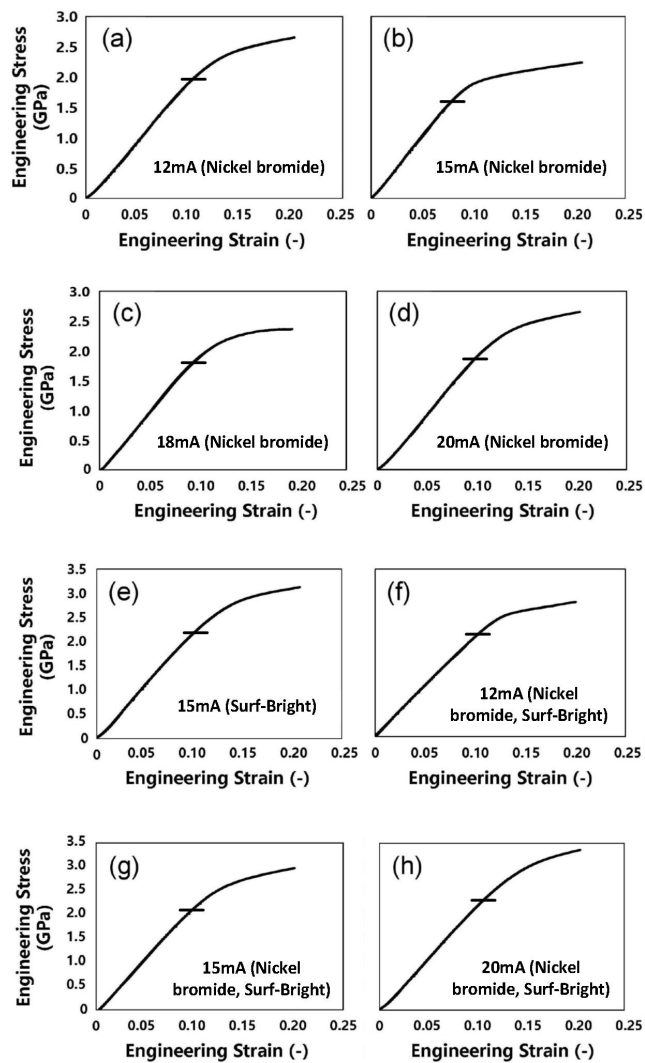 (a)
(b)
Engineering Stress
(GPa)
3.0
2.5
2.0
1.5
1.0
0.5
0
12mA (Nickel bromide)
15mA (Nickel bromide)
0 0.05 0.10 0.15 0.20 0.25
0 0.05 0.10 0.15 0.20 0.25
Engineering Strain (-)
Engineering Strain (-)
(c)
(d)
Engineering Stress
(GPa)
3.0
2.5
2.0
1.5
1.0
0.5
0
18mA (Nickel bromide)
20mA (Nickel bromide)
0 0.05 0.10 0.15 0.20 0.25
0 0.05 0.10 0.15 0.20 0.25
Engineering Strain (-)
Engineering Strain (-)
(e)
(f)
Engineering Stress
(GPa)
3.5
3.0
2.5
2.0
1.5
1.0
0.5
0
15mA (Surf-Bright)
12mA (Nickel
bromide, Surf-Bright)
0 0.05 0.10 0.15 0.20 0.25
0 0.05 0.10 0.15 0.20 0.25
Engineering Strain (-)
Engineering Strain (-)
(g)
(h)
Engineering Stress
(GPa)
3.5
3.0
2.5
2.0
1.5
1.0
0.5
0
15mA (Nickel
bromide, Surf-Bright)
20mA (Nickel
bromide, Surf-Bright)
0 0.05 0.10 0.15 0.20 0.25
0 0.05 0.10 0.15 0.20 0.25
Engineering Strain (-)
Engineering Strain (-)